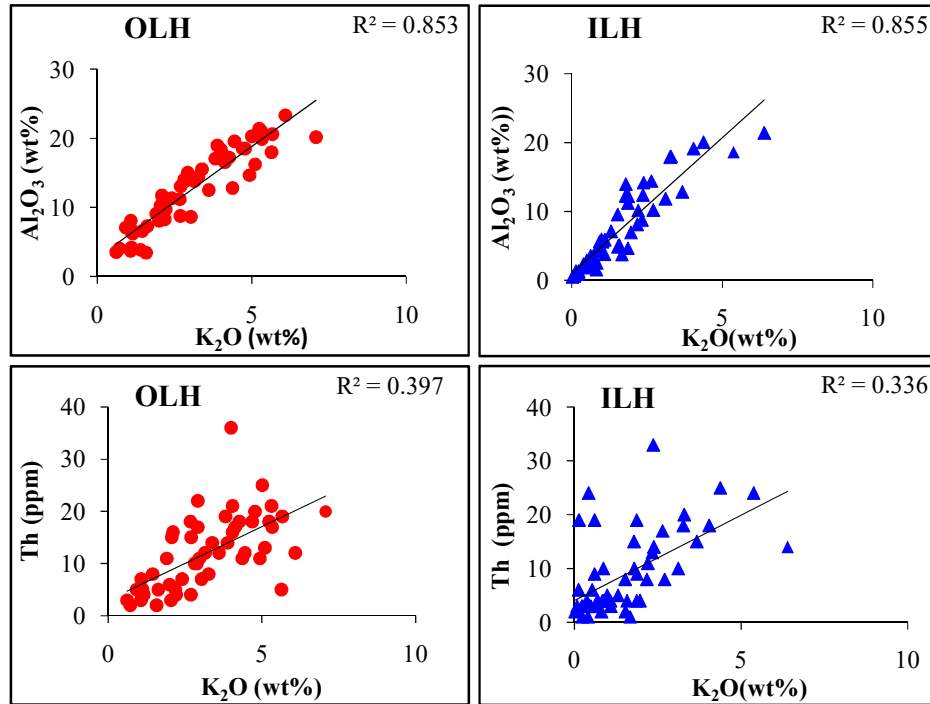 OLH
R² = 0.853
Al₂O₃ (wt%)
30
20
10
0
0 5 10
K₂O (wt%)
ILH
R² = 0.855
Al₂O₃ (wt%))
30
20
10
0
0 5 10
K₂O(wt%)
OLH
R² = 0.397
Th (ppm)
40
30
20
10
0
0 5 10
K₂O (wt%)
ILH
R² = 0.336
Th (ppm)
40
30
20
10
0
0 5 10
K₂O(wt%)